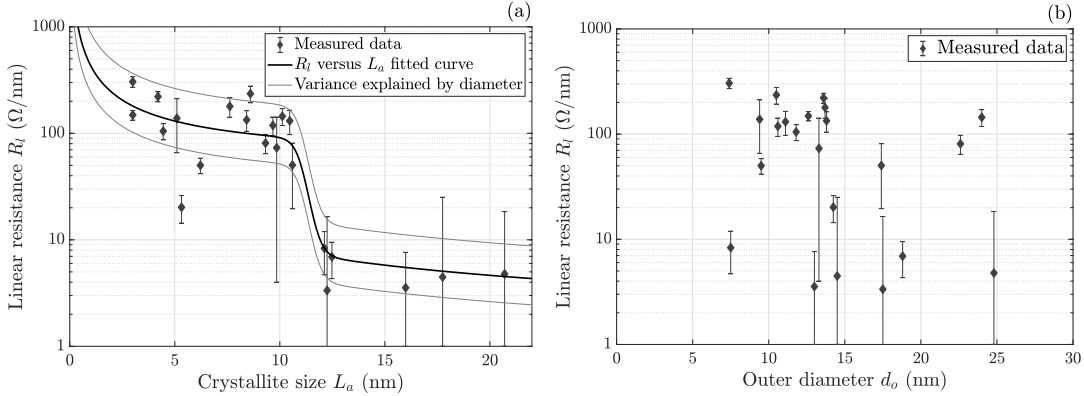 (a)
1000
100
10
1
Linear resistance R_l (Ω/nm)
Measured data
R_l versus L_a fitted curve
Variance explained by diameter
0 5 10 15 20
Crystallite size L_a (nm)
(b)
1000
100
10
1
Linear resistance R_l (Ω/nm)
Measured data
0 5 10 15 20 25 30
Outer diameter d_o (nm)